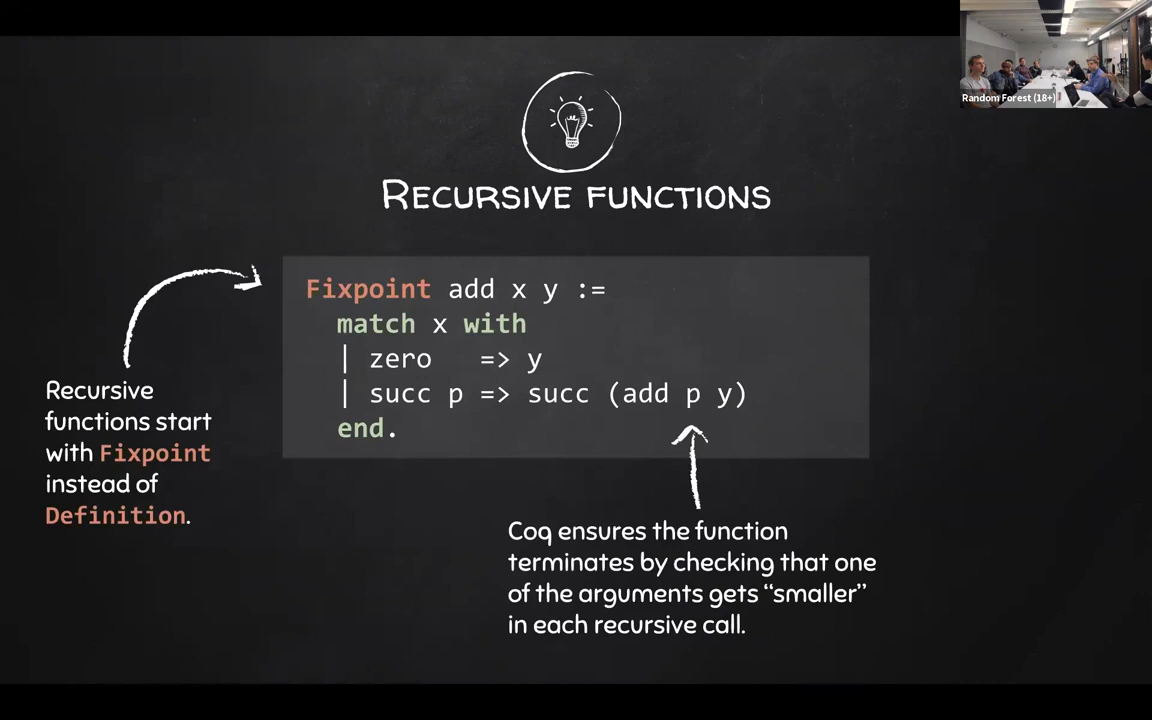 Random Forest (18+)
RECURSIVE FUNCTIONS
Fixpoint add x y :=
match x with
| zero => y
| succ p => succ (add p y)
end.
Recursive
functions start
with Fixpoint
instead of
Definition.
Coq ensures the function
terminates by checking that one
of the arguments gets “smaller”
in each recursive call.